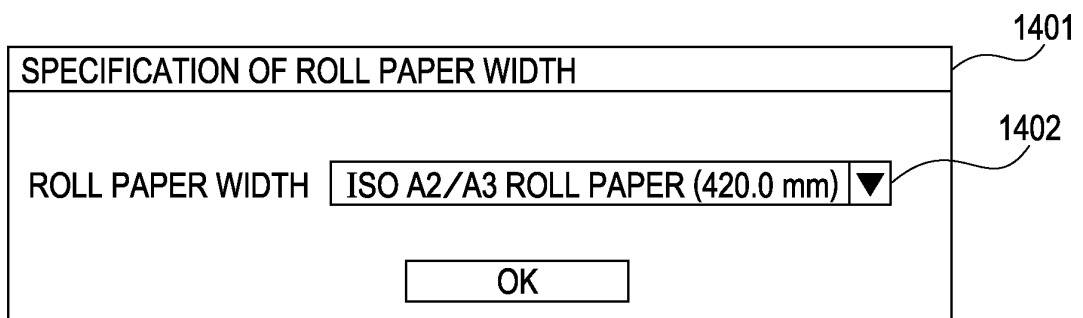 1401
SPECIFICATION OF ROLL PAPER WIDTH
1402
ROLL PAPER WIDTH ISO A2/A3 ROLL PAPER (420.0 mm) ▼
OK